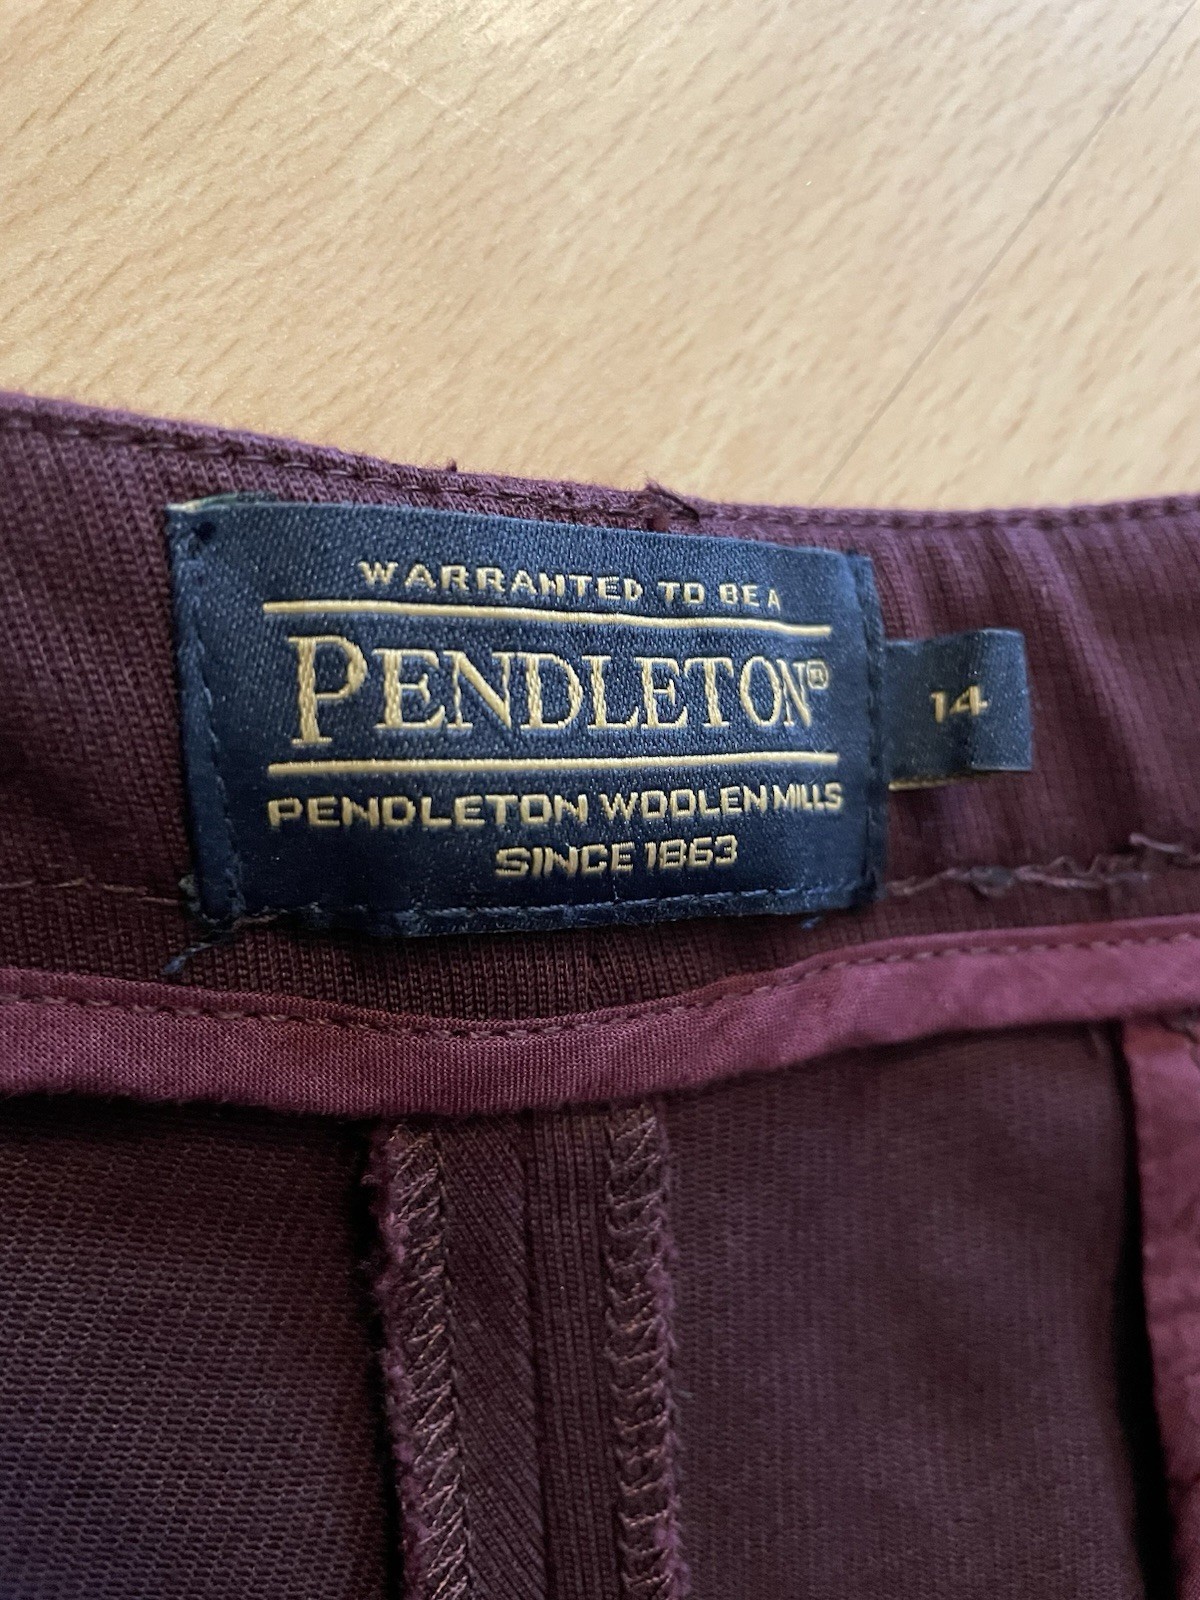 WARRANTED TO BE A
PENDLETON®
PENDLETON WOOLEN MILLS
SINCE 1863
14